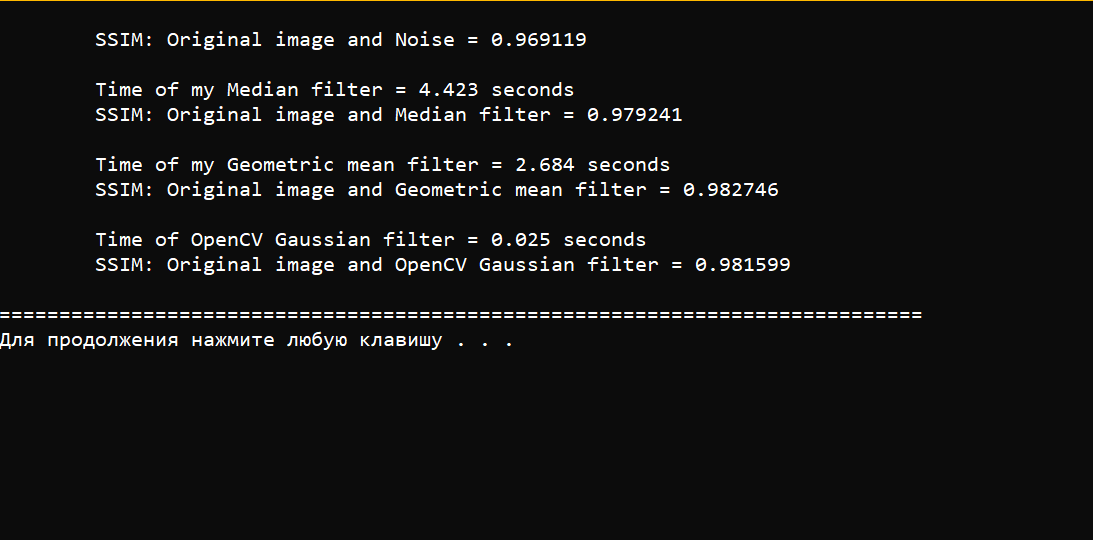 SSIM: Original image and Noise = 0.969119
Time of my Median filter = 4.423 seconds
SSIM: Original image and Median filter = 0.979241
Time of my Geometric mean filter = 2.684 seconds
SSIM: Original image and Geometric mean filter = 0.982746
Time of OpenCV Gaussian filter = 0.025 seconds
SSIM: Original image and OpenCV Gaussian filter = 0.981599
=============================================================================
Для продолжения нажмите любую клавишу . . .